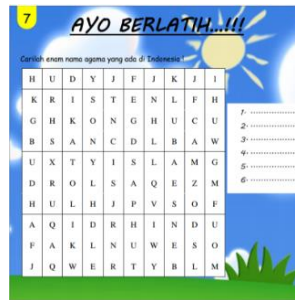 7
AYO BERLATIH...!!!
Carilah enam nama agama yang ada di Indonesia !
H U D Y J F I K J I
K R I S T E N L F H
G H K O N G H U C U
B S A N C D L B A W
U X T Y I S L A M G
D R O L S A Q E Z M
H U L H J P V S O F
A Q I D R H I N D U
F A K L N U W E S O
J Q W E R T Y B L M
1. ....................
2. ....................
3. ....................
4. ....................
5. ....................
6. ....................